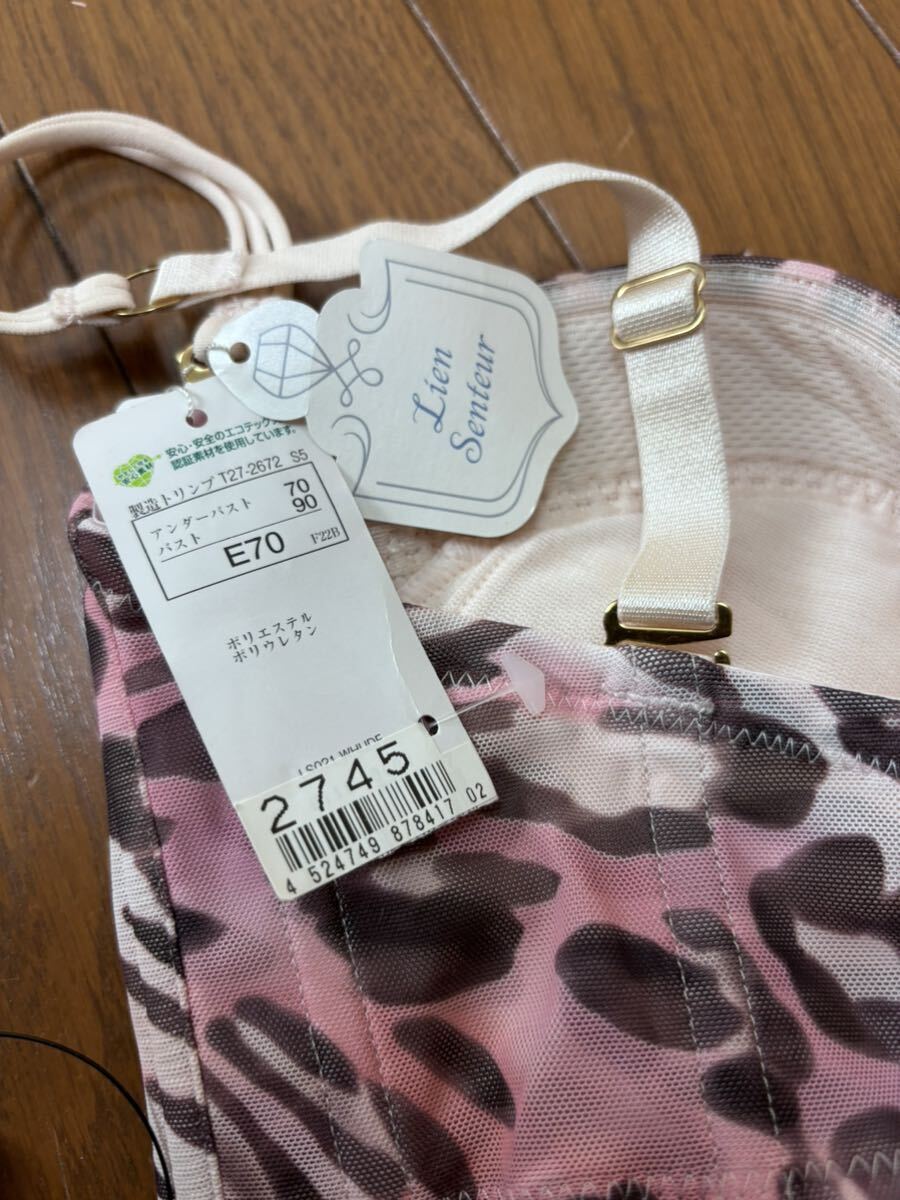 Lien
Senteur
安心・安全のエコテックス
認証素材を使用しています。
製造トリンプ T27-2672 S5
アンダーバスト 70
バスト 90
E70 F22B
ポリエステル
ポリウレタン
2745
4 524749 878417 02